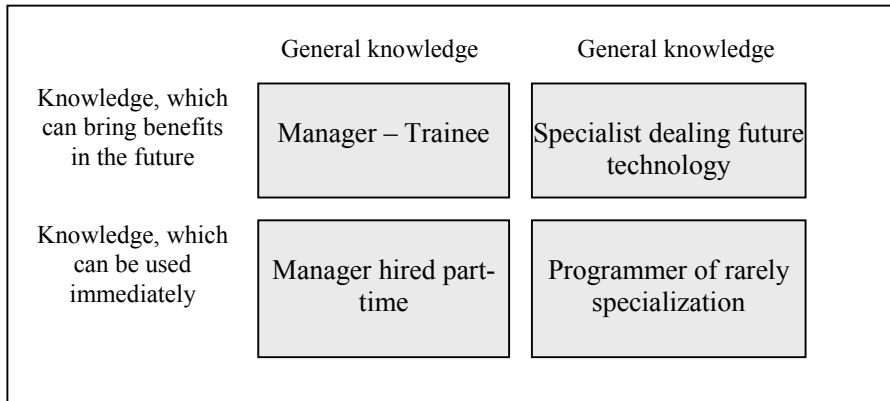 General knowledge
General knowledge
Knowledge, which
can bring benefits
in the future
Manager – Trainee
Specialist dealing future
technology
Knowledge, which
can be used
immediately
Manager hired part-
time
Programmer of rarely
specialization